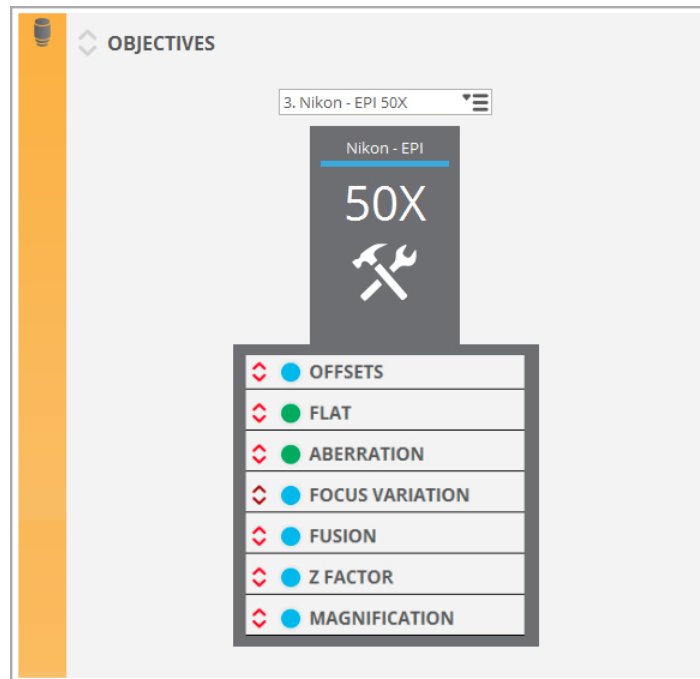 OBJECTIVES
3. Nikon - EPI 50X
Nikon - EPI
50X
OFFSETS
FLAT
ABERRATION
FOCUS VARIATION
FUSION
Z FACTOR
MAGNIFICATION